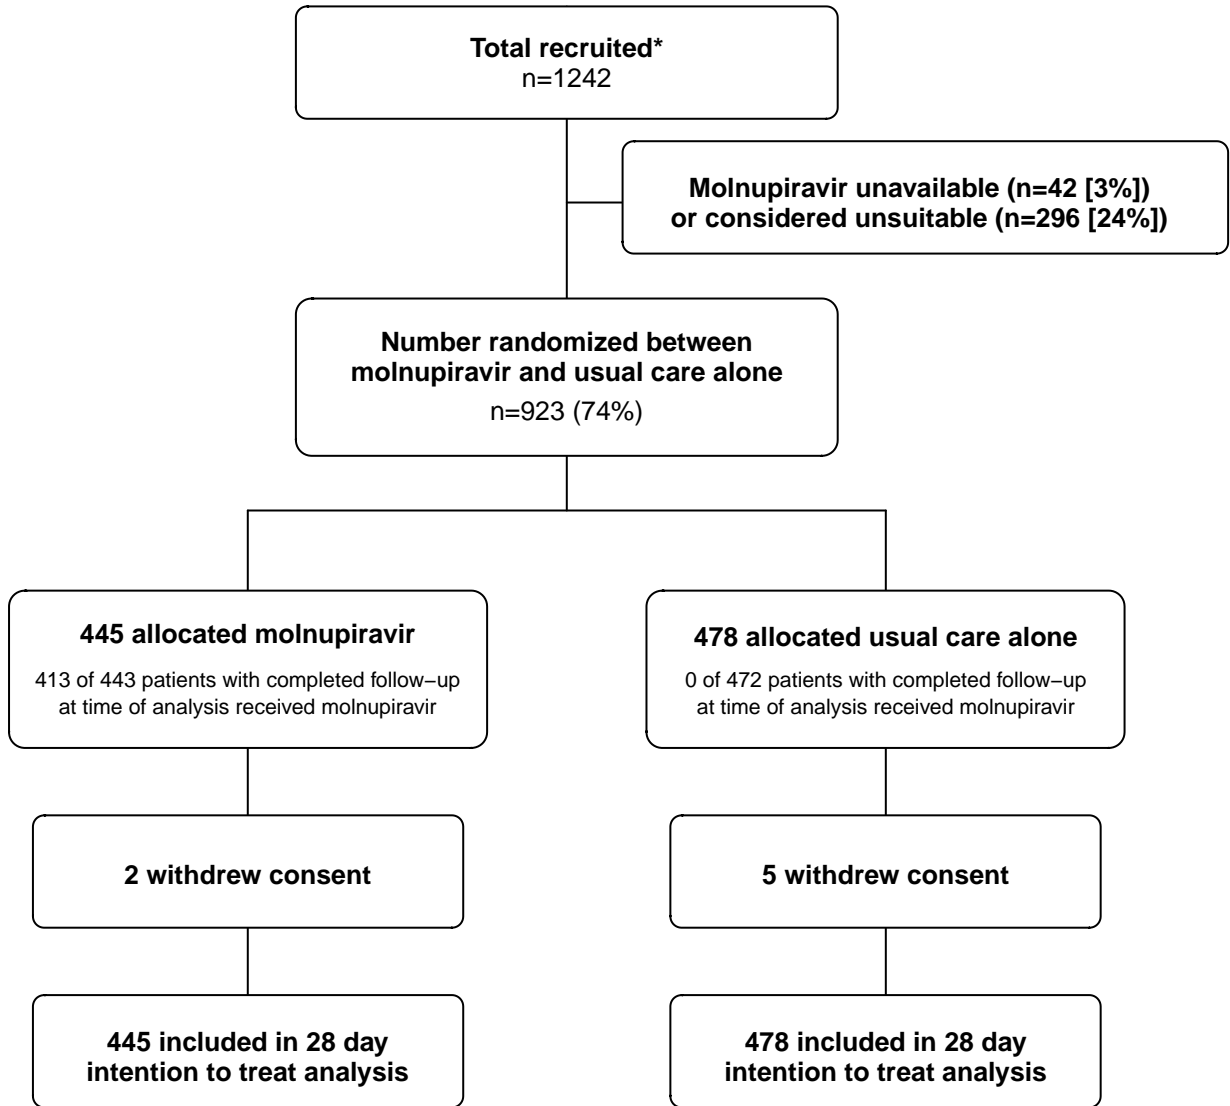 Total recruited*
n=1242
Molnupiravir unavailable (n=42 [3%])
or considered unsuitable (n=296 [24%])
Number randomized between
molnupiravir and usual care alone
n=923 (74%)
445 allocated molnupiravir
413 of 443 patients with completed follow−up
at time of analysis received molnupiravir
478 allocated usual care alone
0 of 472 patients with completed follow−up
at time of analysis received molnupiravir
2 withdrew consent
5 withdrew consent
445 included in 28 day
intention to treat analysis
478 included in 28 day
intention to treat analysis